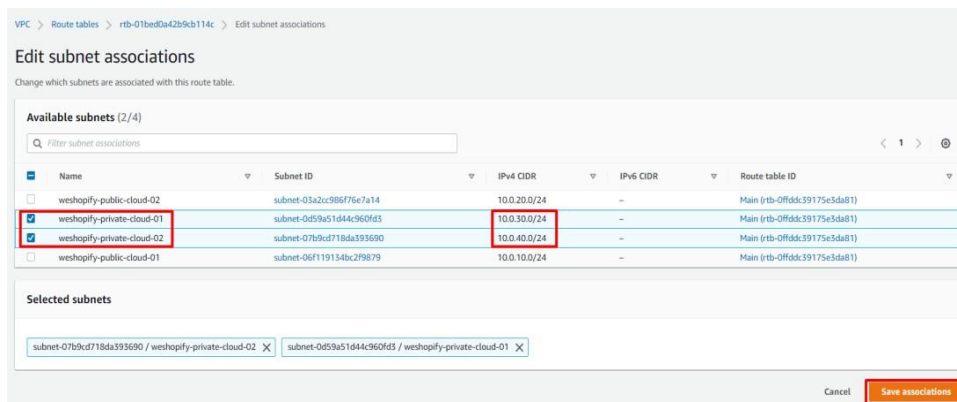 VPC > Route tables > rtb-01bed0a42b9cb114c > Edit subnet associations
Edit subnet associations
Change which subnets are associated with this route table.
Available subnets (2/4)
Filter subnet associations
< 1 >
Name Subnet ID IPv4 CIDR IPv6 CIDR Route table ID
weshopify-public-cloud-02 subnet-03a2cc986f76e7a14 10.0.20.0/24 – Main (rtb-0ffddc39175e3da81)
weshopify-private-cloud-01 subnet-0d59a51d44c960fd3 10.0.30.0/24 – Main (rtb-0ffddc39175e3da81)
weshopify-private-cloud-02 subnet-07b9cd718da393690 10.0.40.0/24 – Main (rtb-0ffddc39175e3da81)
weshopify-public-cloud-01 subnet-06f119134bc2f9879 10.0.10.0/24 – Main (rtb-0ffddc39175e3da81)
Selected subnets
subnet-07b9cd718da393690 / weshopify-private-cloud-02 X subnet-0d59a51d44c960fd3 / weshopify-private-cloud-01 X
Cancel Save associations